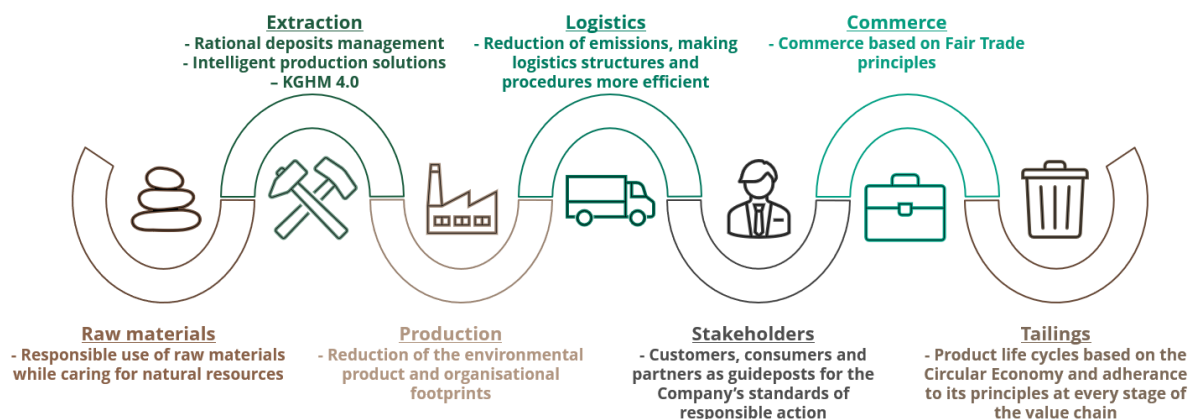 Extraction
- Rational deposits management
- Intelligent production solutions
– KGHM 4.0
Logistics
- Reduction of emissions, making
logistics structures and
procedures more efficient
Commerce
- Commerce based on Fair Trade
principles
Raw materials
- Responsible use of raw materials
while caring for natural resources
Production
- Reduction of the environmental
product and organisational
footprints
Stakeholders
- Customers, consumers and
partners as guideposts for the
Company's standards of
responsible action
Tailings
- Product life cycles based on the
Circular Economy and adherance
to its principles at every stage of
the value chain